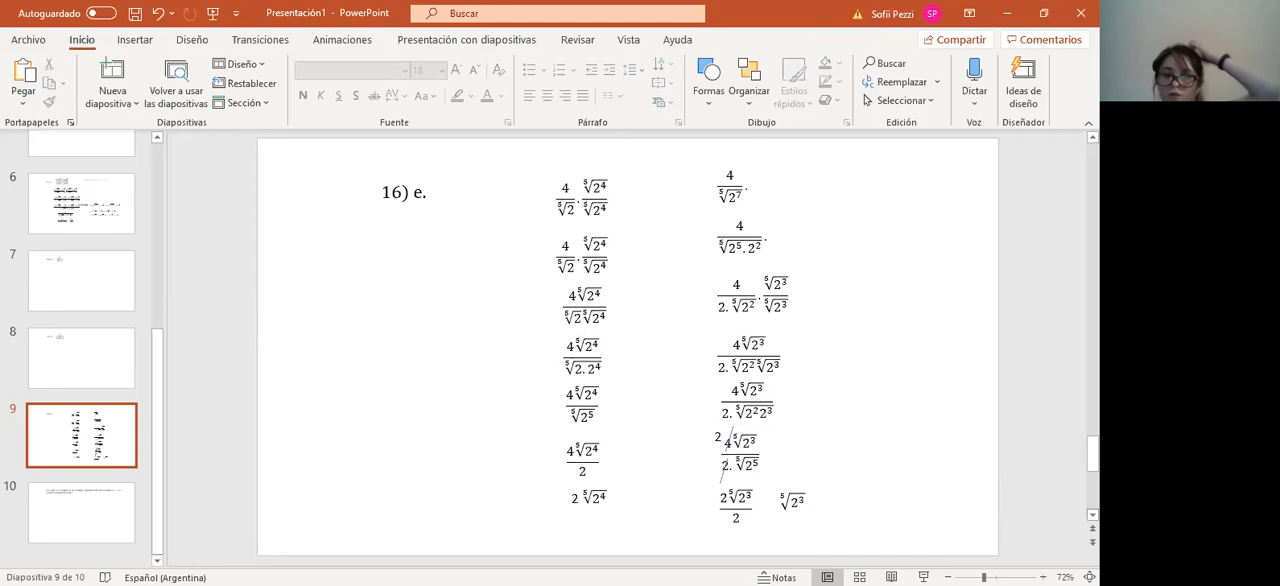 Autoguardado Presentación1 - PowerPoint Buscar Sofii Pezzi SP
Archivo Inicio Insertar Diseño Transiciones Animaciones Presentación con diapositivas Revisar Vista Ayuda Compartir Comentarios
Pegar Nueva diapositiva Volver a usar las diapositivas Diseño Restablecer Sección
18 A A N K S S ab AV Aa A
Formas Organizar Estilos rápidos Buscar Reemplazar Seleccionar Dictar Ideas de diseño
Portapapeles Diapositivas Fuente Párrafo Dibujo Edición Voz Diseñador
6
7
8
9
10
16) e.
4/⁵√2 · ⁵√2⁴/⁵√2⁴
4/⁵√2 · ⁵√2⁴/⁵√2⁴
4⁵√2⁴/⁵√2⁵√2⁴
4⁵√2⁴/⁵√2.2⁴
4⁵√2⁴/⁵√2⁵
4⁵√2⁴/2
2 ⁵√2⁴
4/⁵√2⁷ ·
4/⁵√2⁵.2² ·
4/2. ⁵√2² · ⁵√2³/⁵√2³
4⁵√2³/2. ⁵√2²⁵√2³
4⁵√2³/2. ⁵√2²2³
2 4⁵√2³/2. ⁵√2⁵
2⁵√2³/2 ⁵√2³
Diapositiva 9 de 10 Español (Argentina) Notas 72%